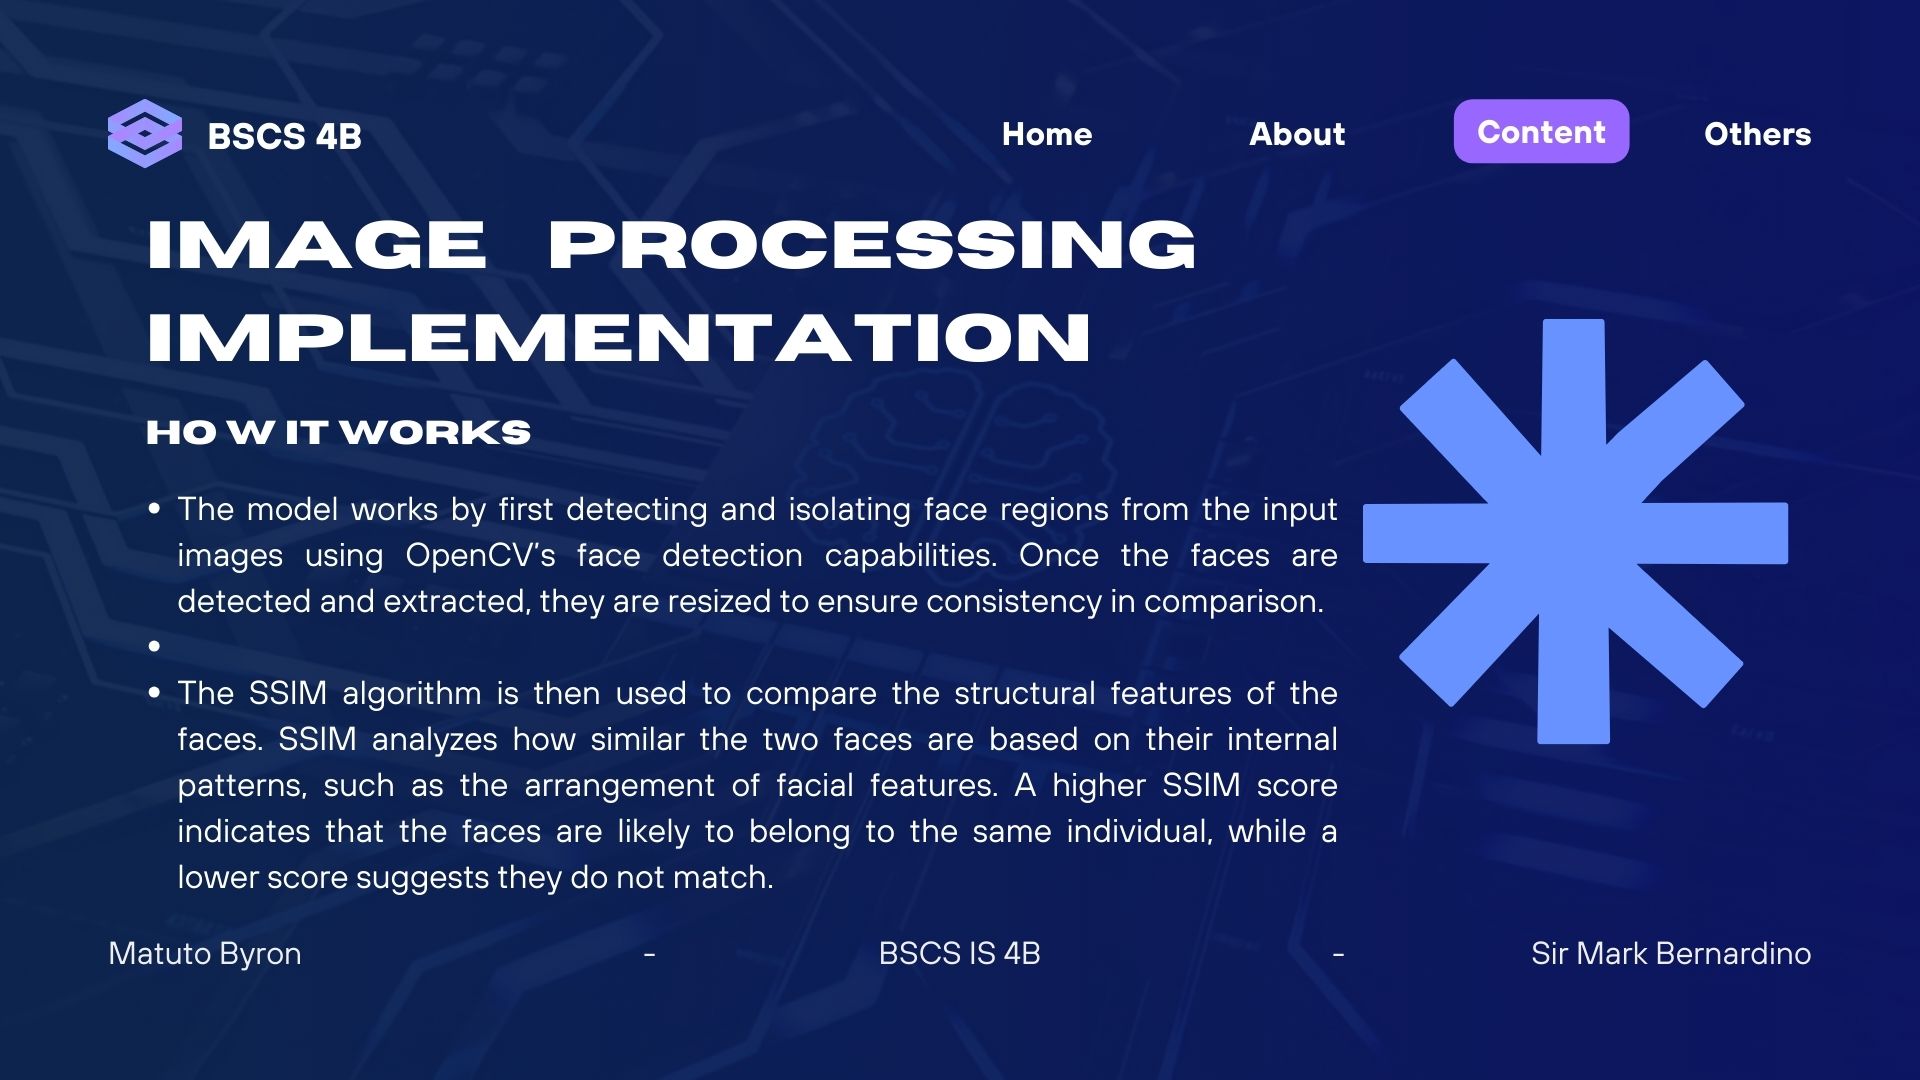 BSCS 4B
Home
About
Content
Others
IMAGE PROCESSING
IMPLEMENTATION
HO W IT WORKS
• The model works by first detecting and isolating face regions from the input
images using OpenCV’s face detection capabilities. Once the faces are
detected and extracted, they are resized to ensure consistency in comparison.
•
• The SSIM algorithm is then used to compare the structural features of the
faces. SSIM analyzes how similar the two faces are based on their internal
patterns, such as the arrangement of facial features. A higher SSIM score
indicates that the faces are likely to belong to the same individual, while a
lower score suggests they do not match.
Matuto Byron - BSCS IS 4B - Sir Mark Bernardino